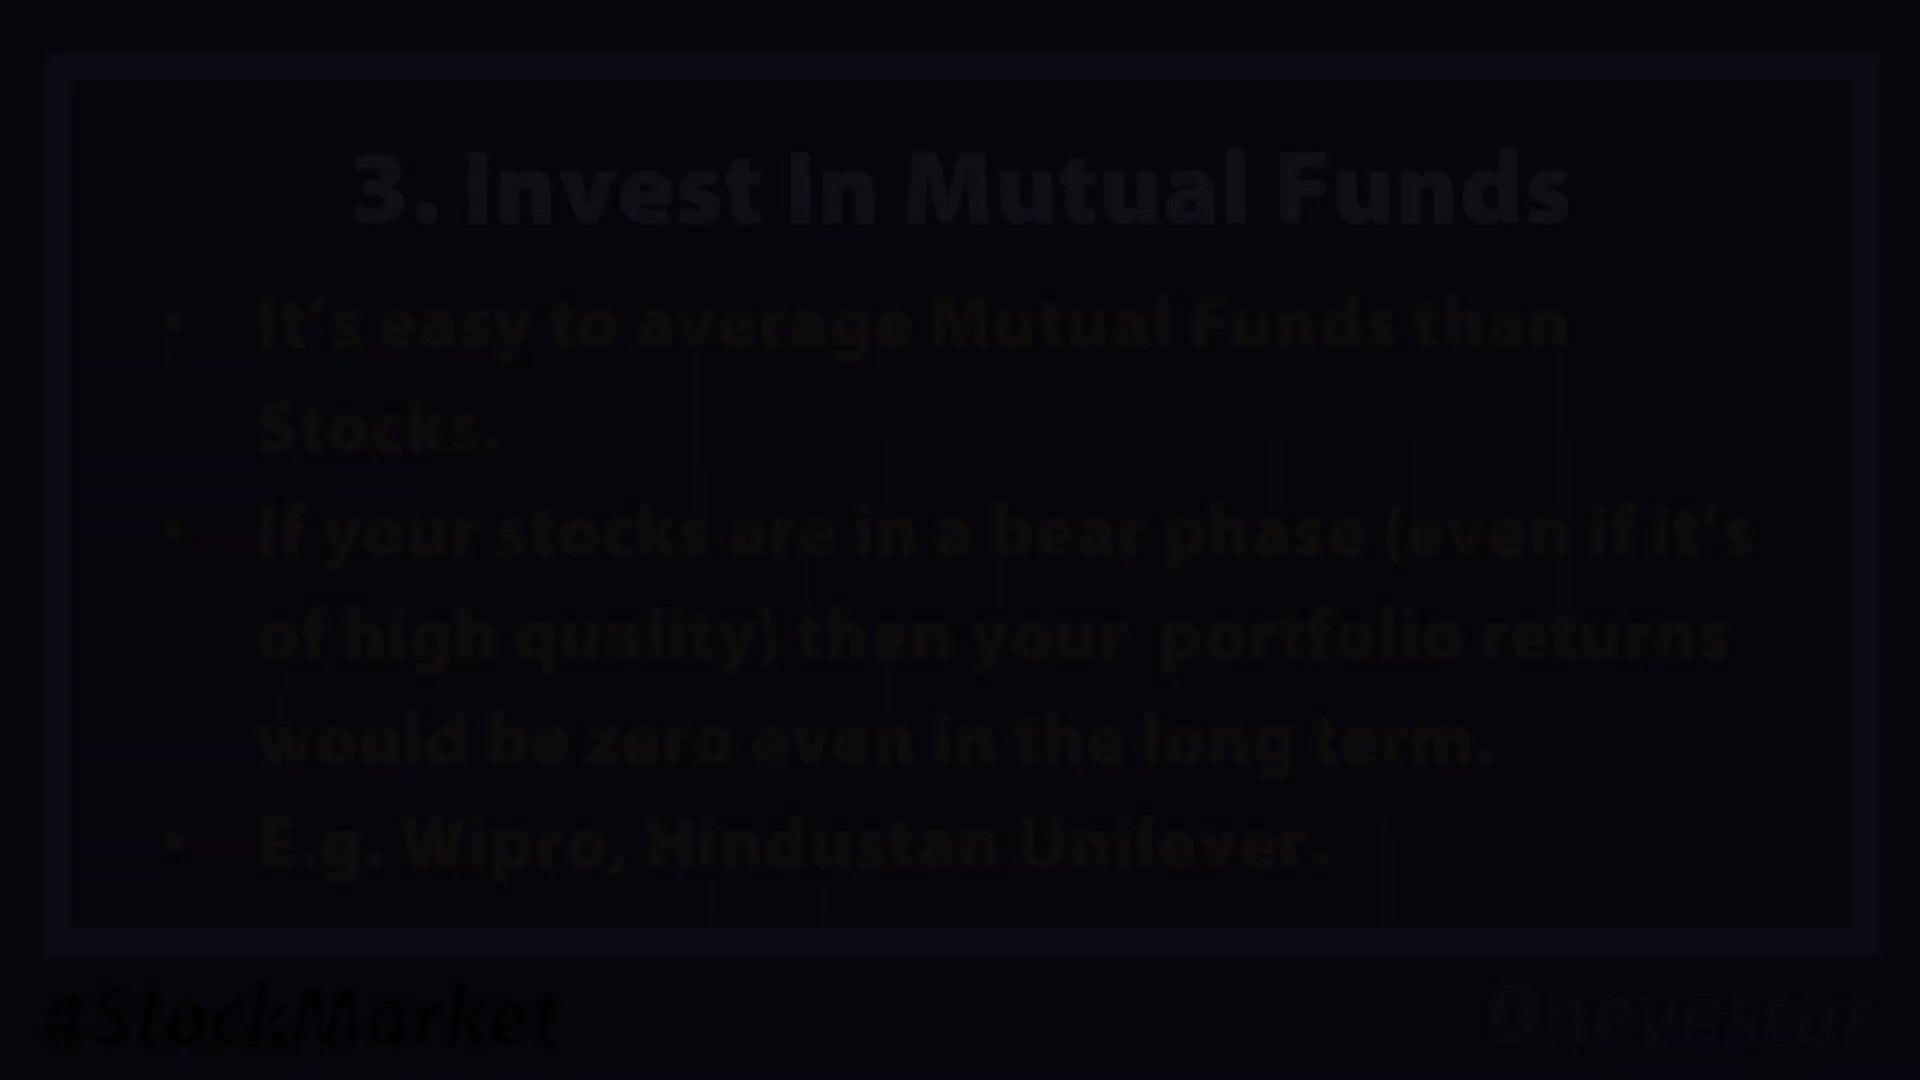 3. Invest In Mutual Funds
• It's easy to average Mutual Funds than
Stocks.
• If your stocks are in a bear phase (even if it's
of high quality) then your portfolio returns
would be zero even in the long term.
• E.g. Wipro, Hindustan Unilever.
#StockMarket
Onevestor